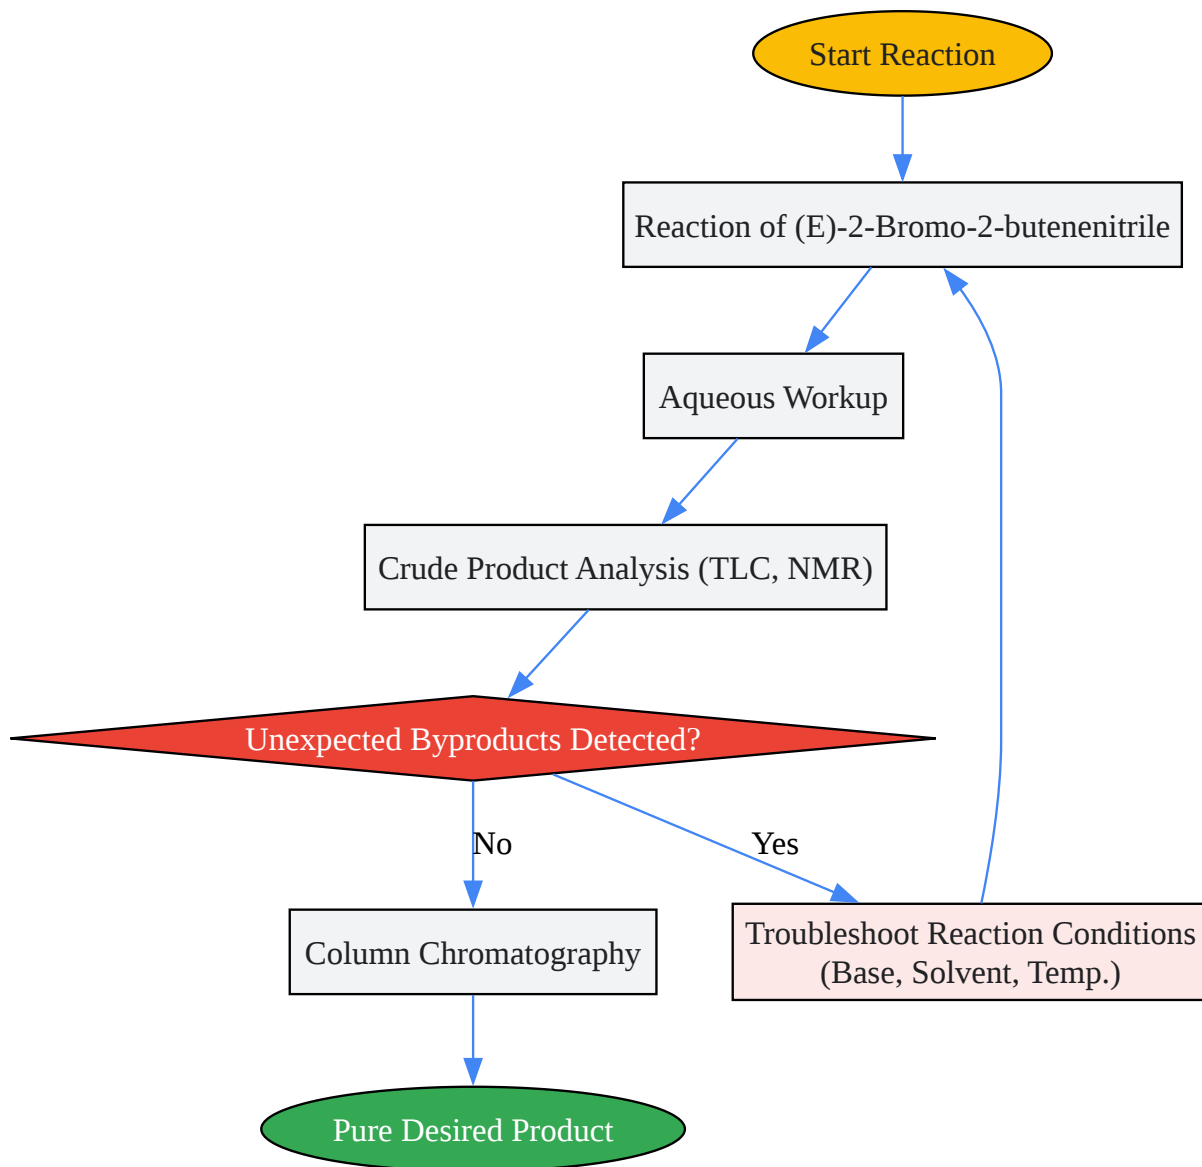 Start Reaction
Reaction of (E)-2-Bromo-2-butenenitrile
Aqueous Workup
Crude Product Analysis (TLC, NMR)
Unexpected Byproducts Detected?
No
Yes
Column Chromatography
Troubleshoot Reaction Conditions
(Base, Solvent, Temp.)
Pure Desired Product